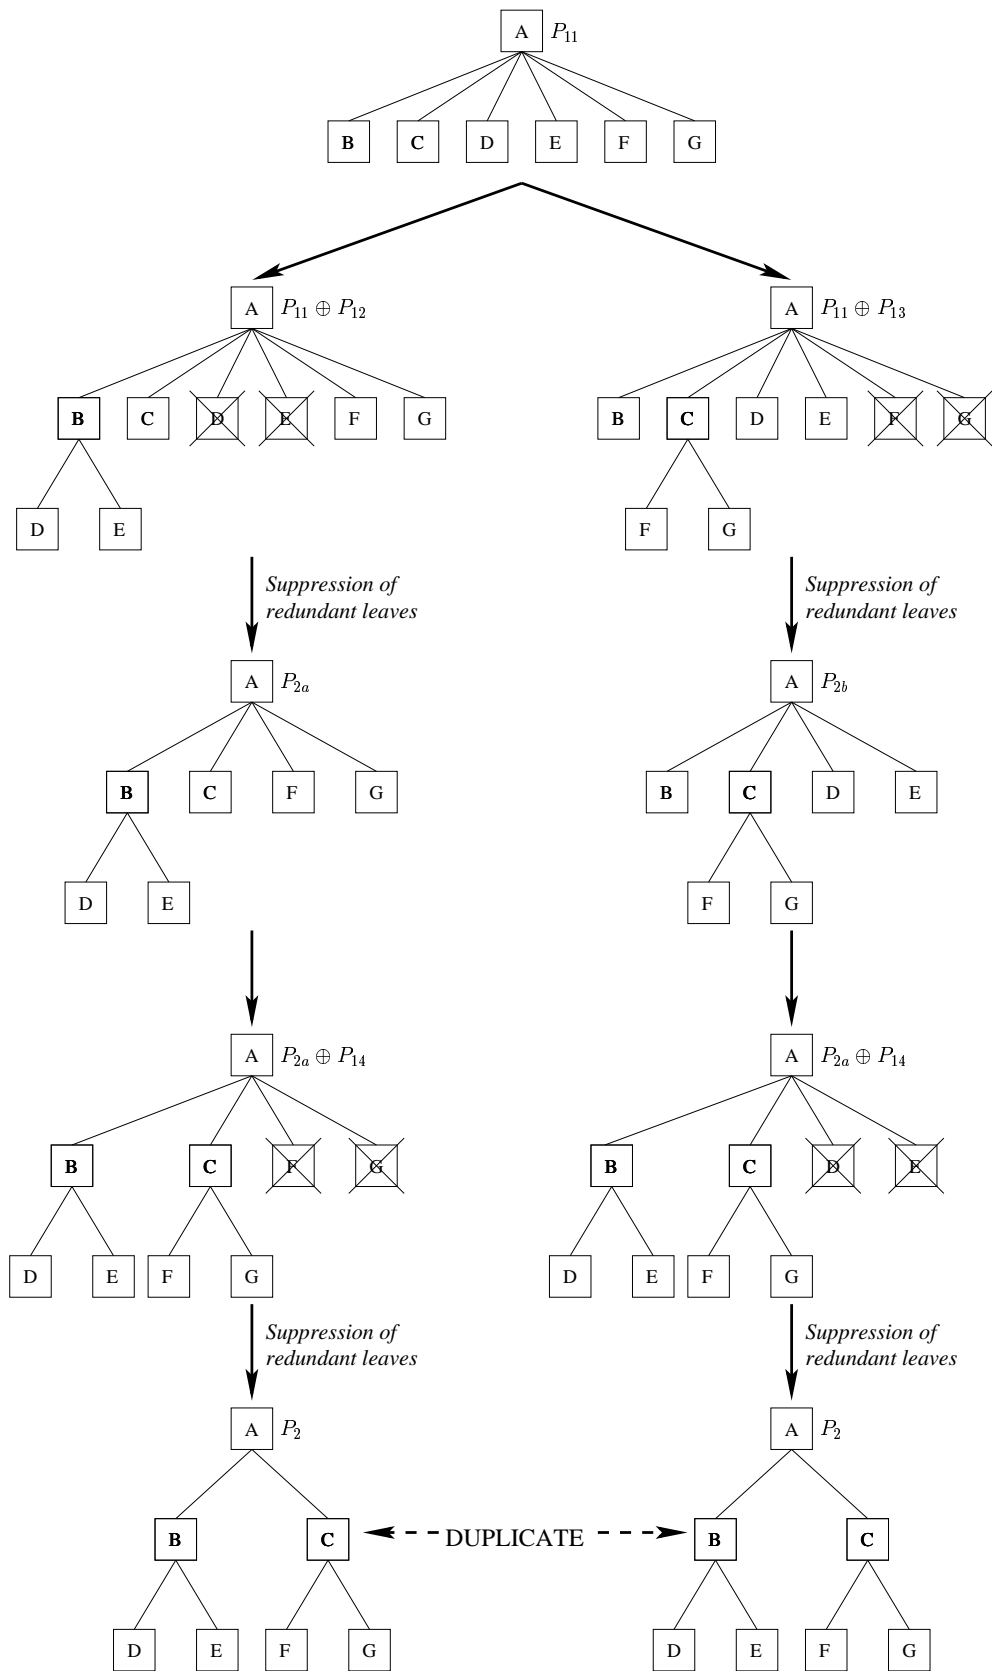 A P₁₁
B C D E F G
A P₁₁ ⊕ P₁₂ A P₁₁ ⊕ P₁₃
B C D E F G B C D E F G
D E F G
Suppression of Suppression of
redundant leaves redundant leaves
A P₂ₐ A P₂b
B C F G B C D E
D E F G
A P₂ₐ ⊕ P₁₄ A P₂ₐ ⊕ P₁₄
B C F G B C D E
D E F G D E F G
Suppression of Suppression of
redundant leaves redundant leaves
A P₂ A P₂
B C DUPLICATE B C
D E F G D E F G